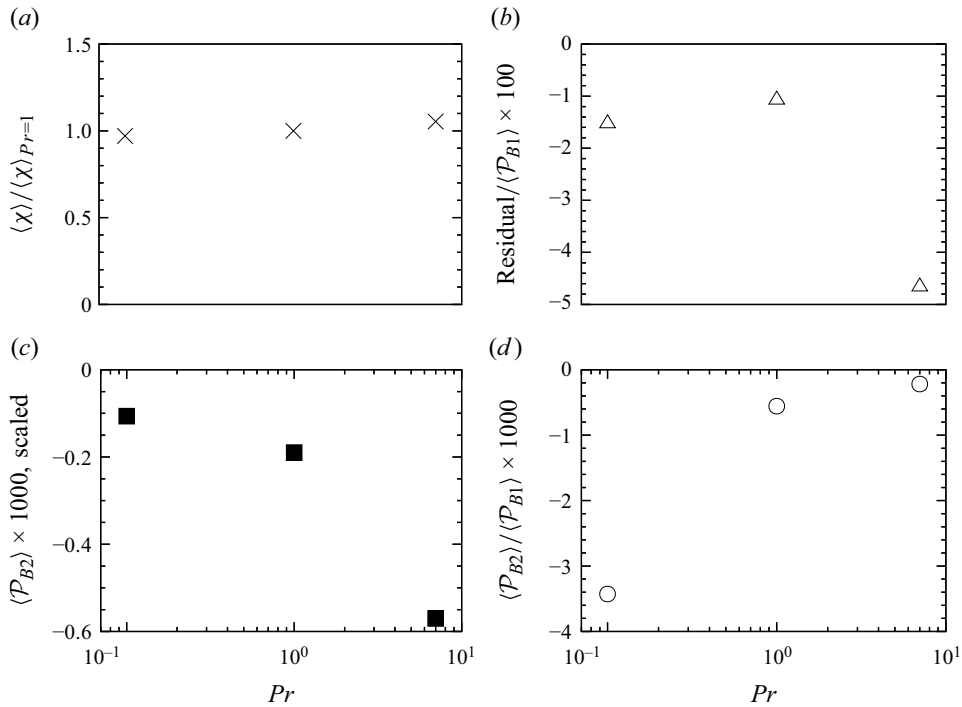 (a)
1.5
1.0
0.5
0
⟨χ⟩/⟨χ⟩Pr=1
(b)
0
−1
−2
−3
−4
−5
Residual/⟨𝒫B1⟩ × 100
(c)
0
−0.2
−0.4
−0.6
⟨𝒫B2⟩ × 1000, scaled
10−1
100
101
Pr
(d)
0
−1
−2
−3
−4
⟨𝒫B2⟩/⟨𝒫B1⟩ × 1000
10−1
100
101
Pr